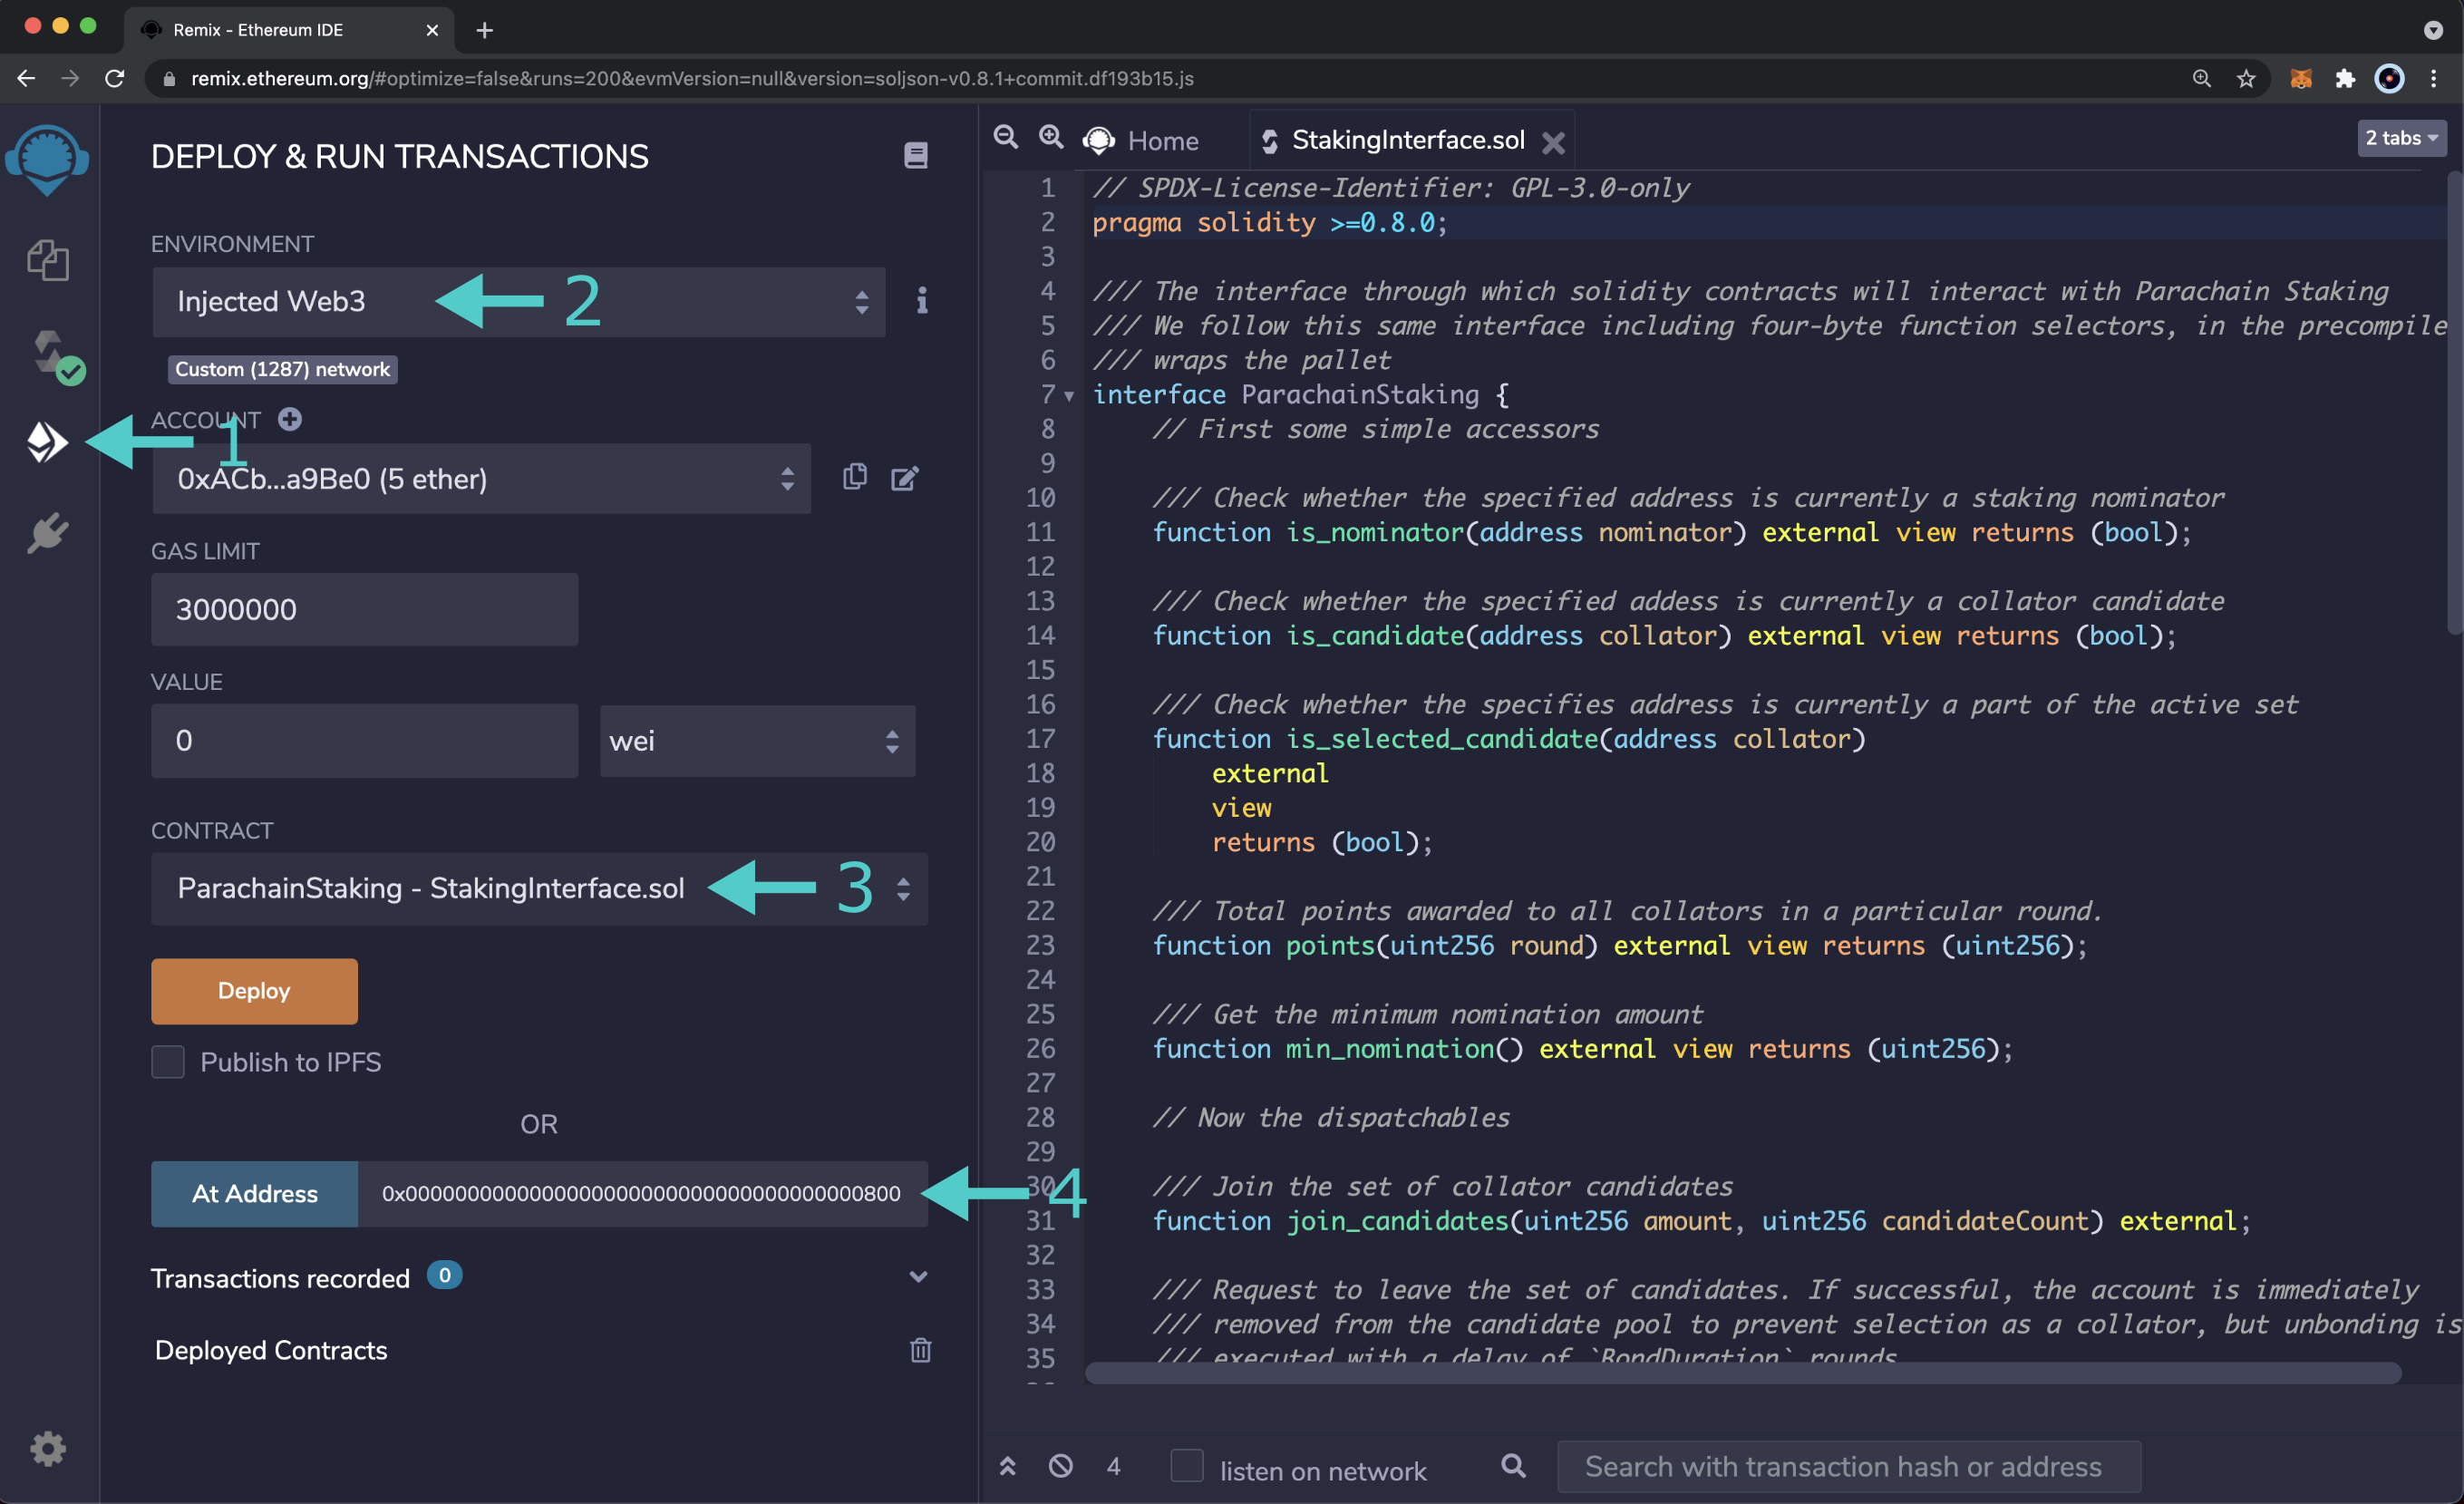 Remix - Ethereum IDE
remix.ethereum.org/#optimize=false&runs=200&evmVersion=null&version=soljson-v0.8.1+commit.df193b15.js
DEPLOY & RUN TRANSACTIONS
ENVIRONMENT
Injected Web3
2
Custom (1287) network
ACCOUNT
1
0xACb...a9Be0 (5 ether)
GAS LIMIT
3000000
VALUE
0
wei
CONTRACT
ParachainStaking - StakingInterface.sol
3
Deploy
Publish to IPFS
OR
At Address
0x0000000000000000000000000000000000000800
4
Transactions recorded
0
Deployed Contracts
Home
StakingInterface.sol
2 tabs
1 // SPDX-License-Identifier: GPL-3.0-only
2 pragma solidity >=0.8.0;
3
4 /// The interface through which solidity contracts will interact with Parachain Staking
5 /// We follow this same interface including four-byte function selectors, in the precompile
6 /// wraps the pallet
7 interface ParachainStaking {
8 // First some simple accessors
9
10 /// Check whether the specified address is currently a staking nominator
11 function is_nominator(address nominator) external view returns (bool);
12
13 /// Check whether the specified addess is currently a collator candidate
14 function is_candidate(address collator) external view returns (bool);
15
16 /// Check whether the specifies address is currently a part of the active set
17 function is_selected_candidate(address collator)
18 external
19 view
20 returns (bool);
21
22 /// Total points awarded to all collators in a particular round.
23 function points(uint256 round) external view returns (uint256);
24
25 /// Get the minimum nomination amount
26 function min_nomination() external view returns (uint256);
27
28 // Now the dispatchables
29
30 /// Join the set of collator candidates
31 function join_candidates(uint256 amount, uint256 candidateCount) external;
32
33 /// Request to leave the set of candidates. If successful, the account is immediately
34 /// removed from the candidate pool to prevent selection as a collator, but unbonding is
35 /// executed with a delay of `BondDuration` rounds
4
listen on network
Search with transaction hash or address